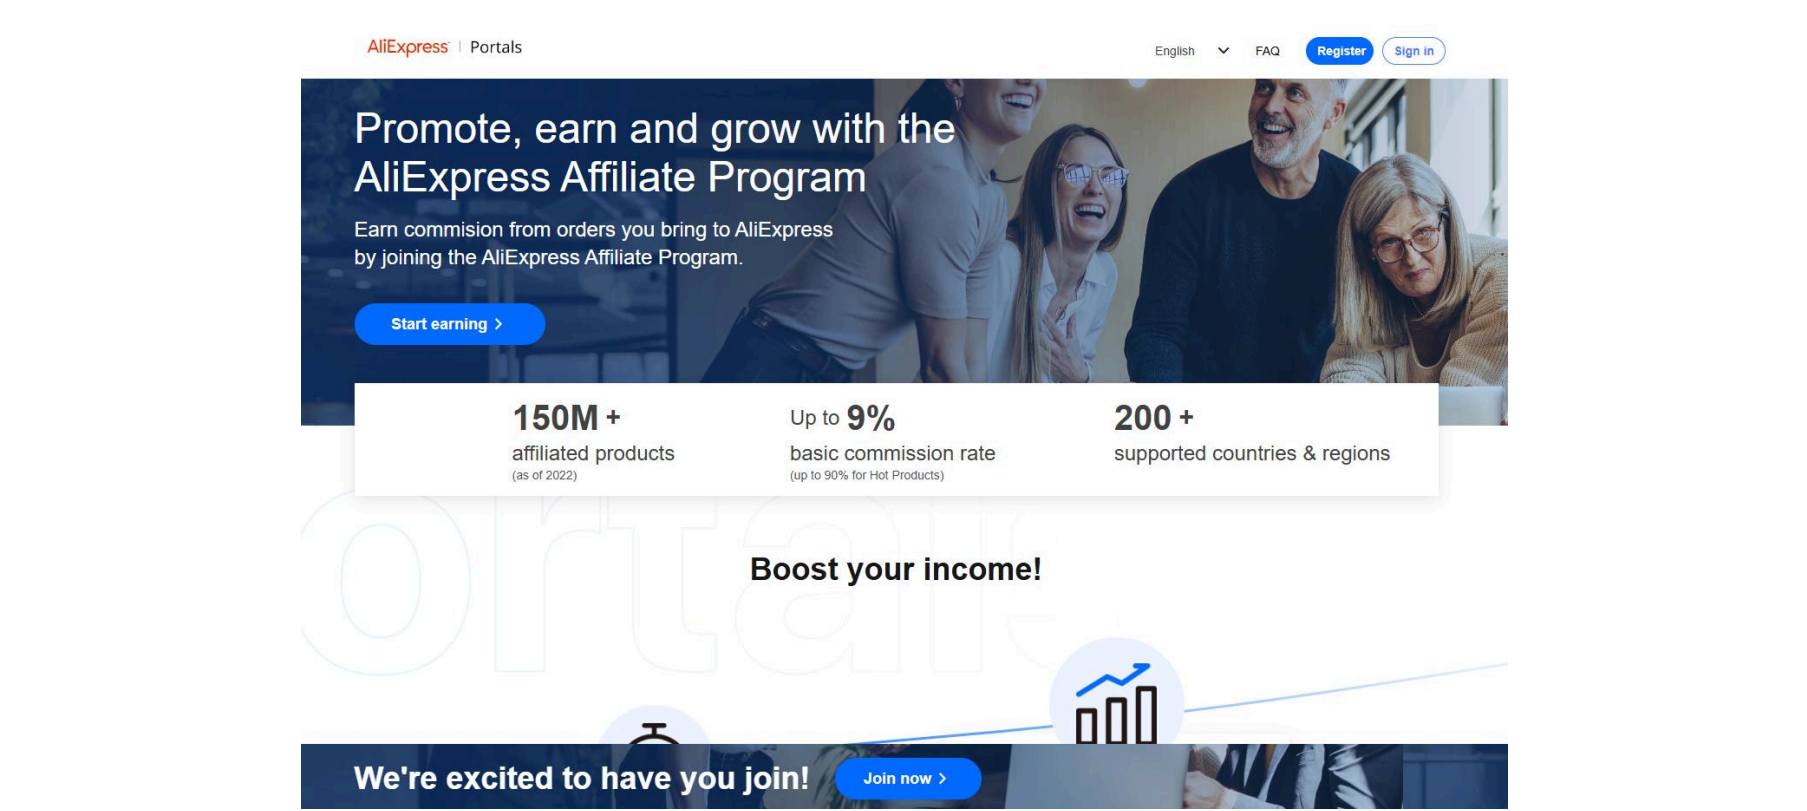 AliExpress | Portals
English
FAQ
Register
Sign in
Promote, earn and grow with the
AliExpress Affiliate Program
Earn commision from orders you bring to AliExpress
by joining the AliExpress Affiliate Program.
Start earning
150M +
affiliated products
(as of 2022)
Up to 9%
basic commission rate
(up to 90% for Hot Products)
200 +
supported countries & regions
ortals
Boost your income!
We're excited to have you join!
Join now